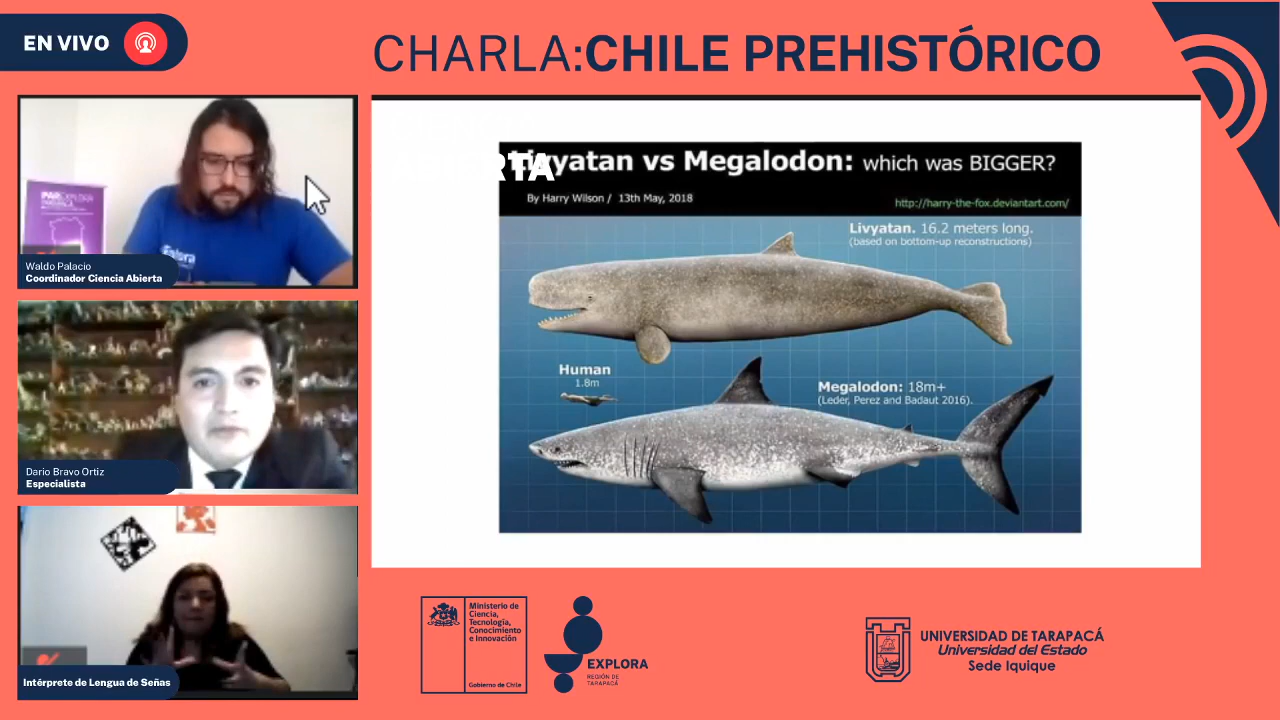 EN VIVO
CHARLA:CHILE PREHISTÓRICO
Waldo Palacio
Coordinador Ciencia Abierta
Dario Bravo Ortiz
Especialista
Intérprete de Lengua de Señas
Livyatan vs Megalodon: which was BIGGER?
By Harry Wilson / 13th May, 2018
http://harry-the-fox.deviantart.com/
Livyatan. 16.2 meters long.
(based on bottom-up reconstructions)
Human
1.8m
Megalodon: 18m+
(Leder, Perez and Badaut 2016).
Ministerio de
Ciencia,
Tecnología,
Conocimiento
e Innovación
Gobierno de Chile
EXPLORA
REGIÓN DE
TARAPACÁ
UNIVERSIDAD DE TARAPACÁ
Universidad del Estado
Sede Iquique